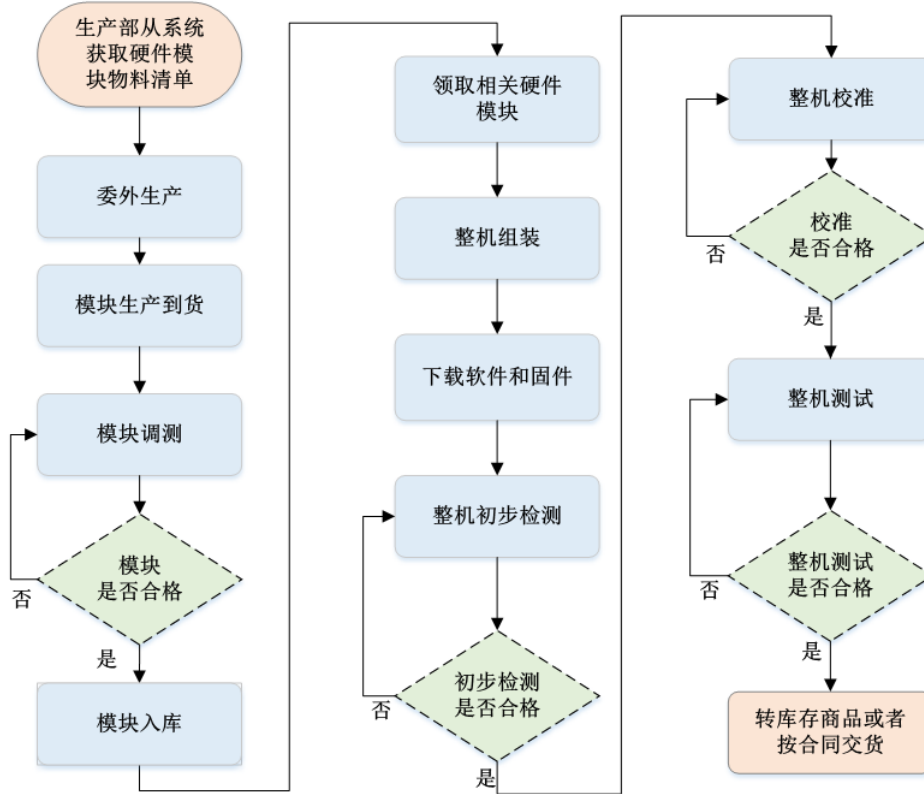 生产部从系统
获取硬件模
块物料清单
委外生产
模块生产到货
模块调测
模块
是否合格
否
是
模块入库
领取相关硬件
模块
整机组装
下载软件和固件
整机初步检测
初步检测
是否合格
否
是
整机校准
校准
是否合格
否
是
整机测试
整机测试
是否合格
否
是
转库存商品或者
按合同交货